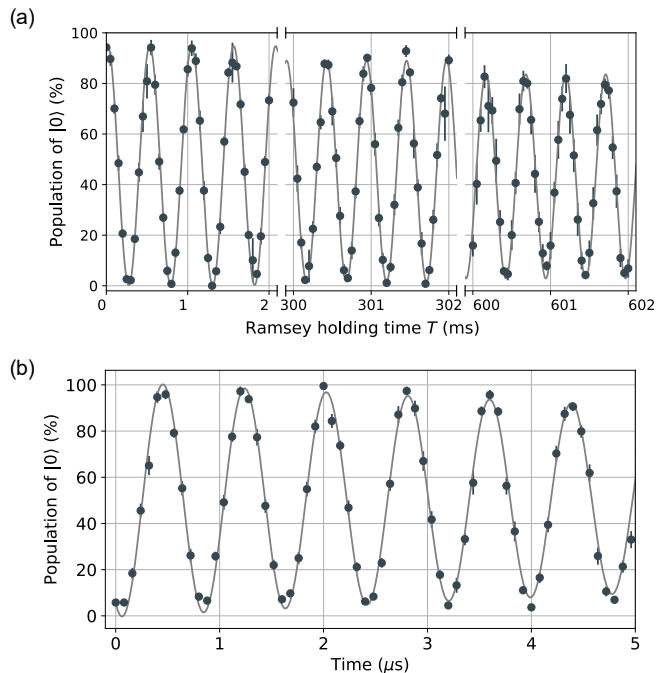 (a)
Population of |0⟩ (%)
100
80
60
40
20
0
0 1 2 300 301 302 600 601 602
Ramsey holding time T (ms)
(b)
Population of |0⟩ (%)
100
80
60
40
20
0
0 1 2 3 4 5
Time (μs)